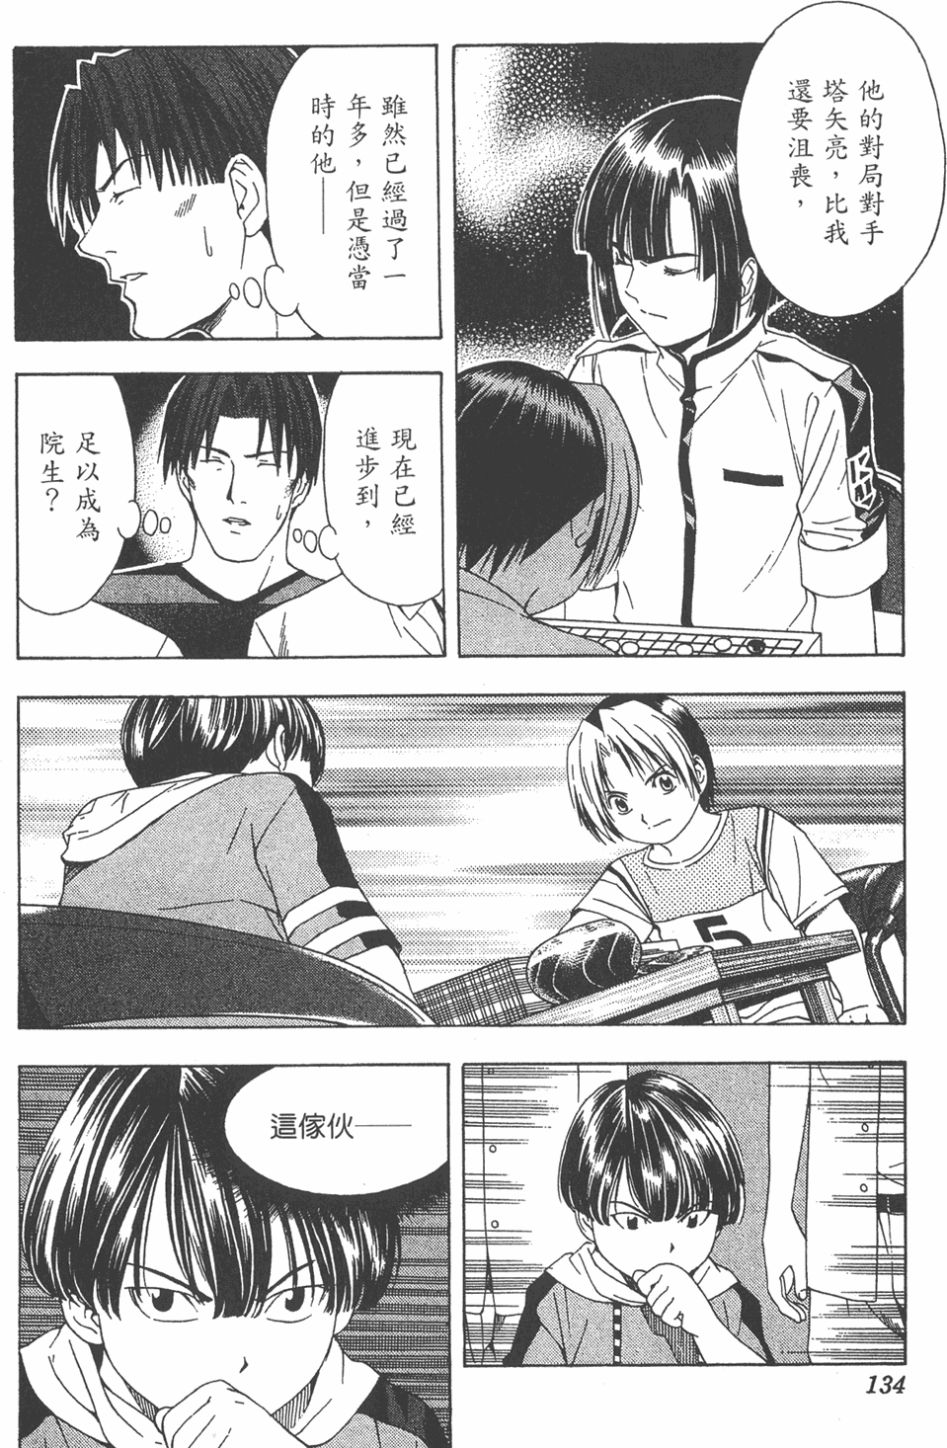 他的對局對手
塔矢亮，比我
還要沮喪，
雖然已經過了一
年多，但是憑當
時的他——
現在已經
進步到，
足以成為
院生？
5
這傢伙——
134